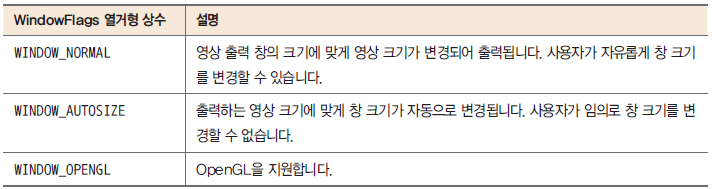 WindowFlags 열거형 상수 설명
WINDOW_NORMAL 영상 출력 창의 크기에 맞게 영상 크기가 변경되어 출력됩니다. 사용자가 자유롭게 창 크기
를 변경할 수 있습니다.
WINDOW_AUTOSIZE 출력하는 영상 크기에 맞게 창 크기가 자동으로 변경됩니다. 사용자가 임의로 창 크기를 변
경할 수 없습니다.
WINDOW_OPENGL OpenGL을 지원합니다.